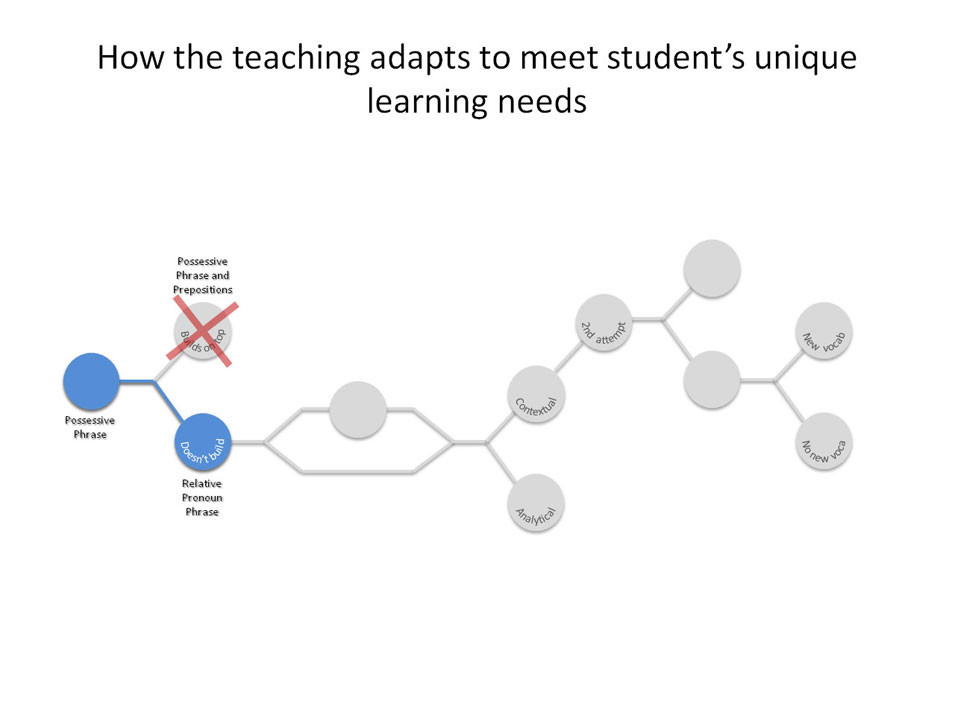 How the teaching adapts to meet student's unique
learning needs
Possessive
Phrase and
Prepositions
Builds on top
Possessive
Phrase
Doesn't build
Relative
Pronoun
Phrase
Contextual
Analytical
2nd attempt
New vocab
No new voca